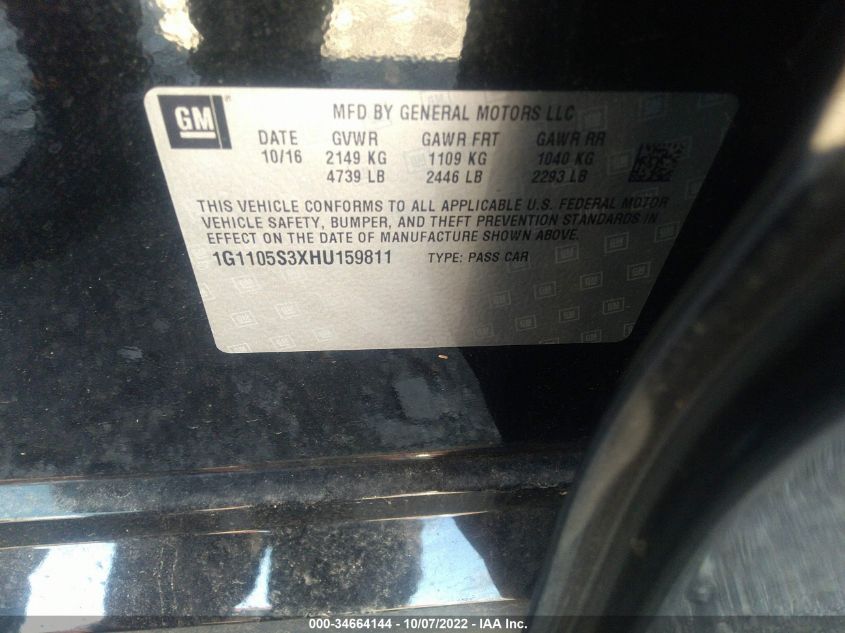 GM MFD BY GENERAL MOTORS LLC
DATE GVWR GAWR FRT GAWR RR
10/16 2149 KG 1109 KG 1040 KG
4739 LB 2446 LB 2293 LB
THIS VEHICLE CONFORMS TO ALL APPLICABLE U.S. FEDERAL MOTOR
VEHICLE SAFETY, BUMPER, AND THEFT PREVENTION STANDARDS IN
EFFECT ON THE DATE OF MANUFACTURE SHOWN ABOVE.
1G1105S3XHU159811 TYPE: PASS CAR
000-34664144 - 10/07/2022 - IAA Inc.